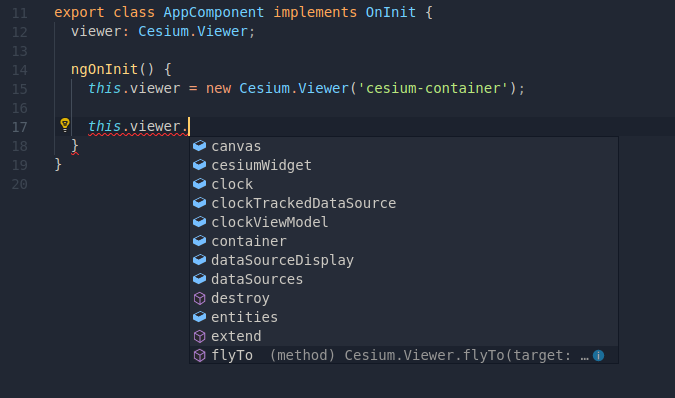 11 export class AppComponent implements OnInit {
12 viewer: Cesium.Viewer;
13
14 ngOnInit() {
15 this.viewer = new Cesium.Viewer('cesium-container');
16
17 this.viewer.
canvas
18 }
cesiumWidget
19 }
clock
20
clockTrackedDataSource
clockViewModel
container
dataSourceDisplay
dataSources
destroy
entities
extend
flyTo (method) Cesium.Viewer.flyTo(target: …